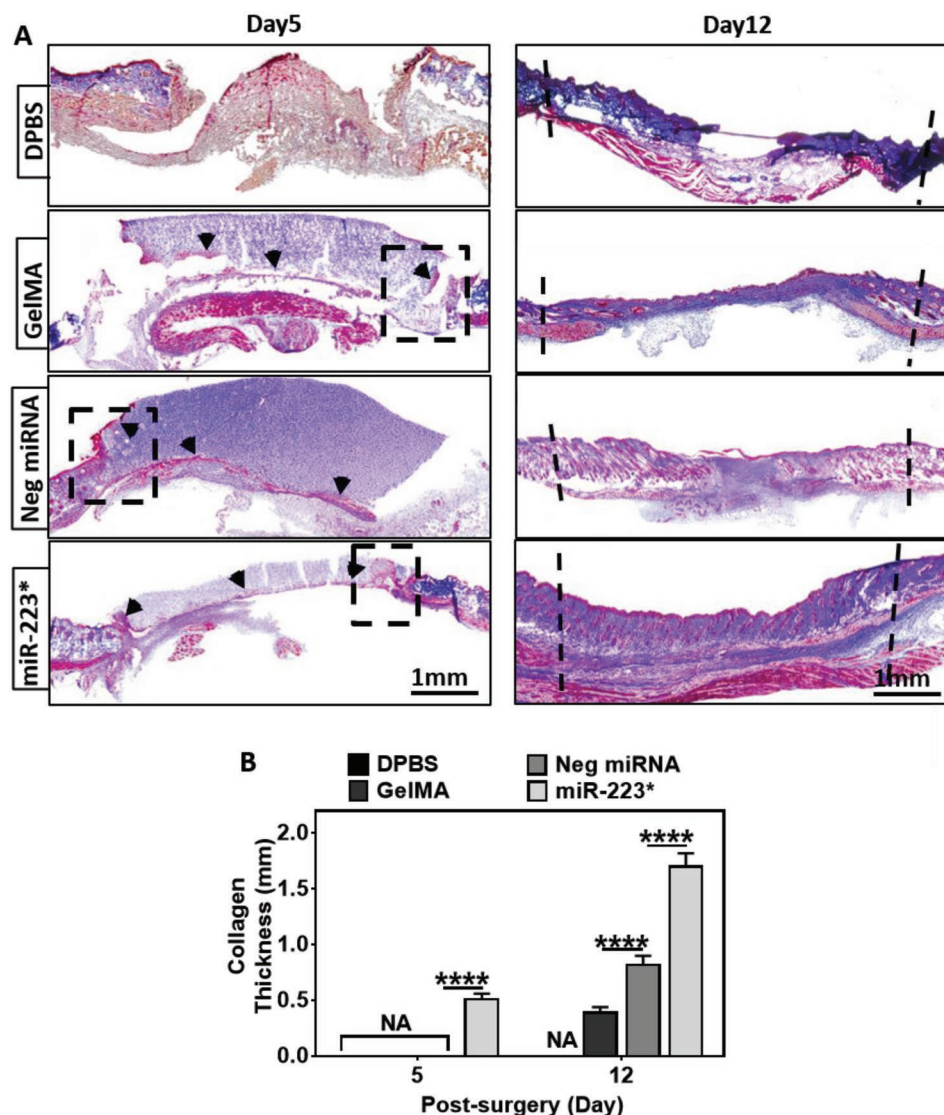 A
Day5
Day12
DPBS
GelMA
Neg miRNA
miR-223*
1mm
1mm
B
DPBS
Neg miRNA
GelMA
miR-223*
Collagen
Thickness (mm)
2.0
1.5
1.0
0.5
0.0
NA
****
NA
****
****
5
12
Post-surgery (Day)